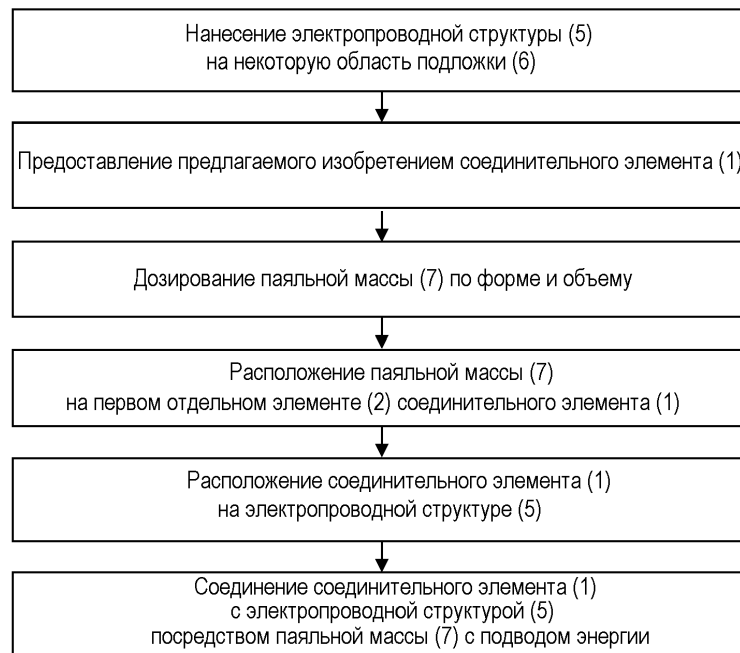 Нанесение электропроводной структуры (5)
на некоторую область подложки (6)
Предоставление предлагаемого изобретением соединительного элемента (1)
Дозирование паяльной массы (7) по форме и объему
Расположение паяльной массы (7)
на первом отдельном элементе (2) соединительного элемента (1)
Расположение соединительного элемента (1)
на электропроводной структуре (5)
Соединение соединительного элемента (1)
с электропроводной структурой (5)
посредством паяльной массы (7) с подводом энергии